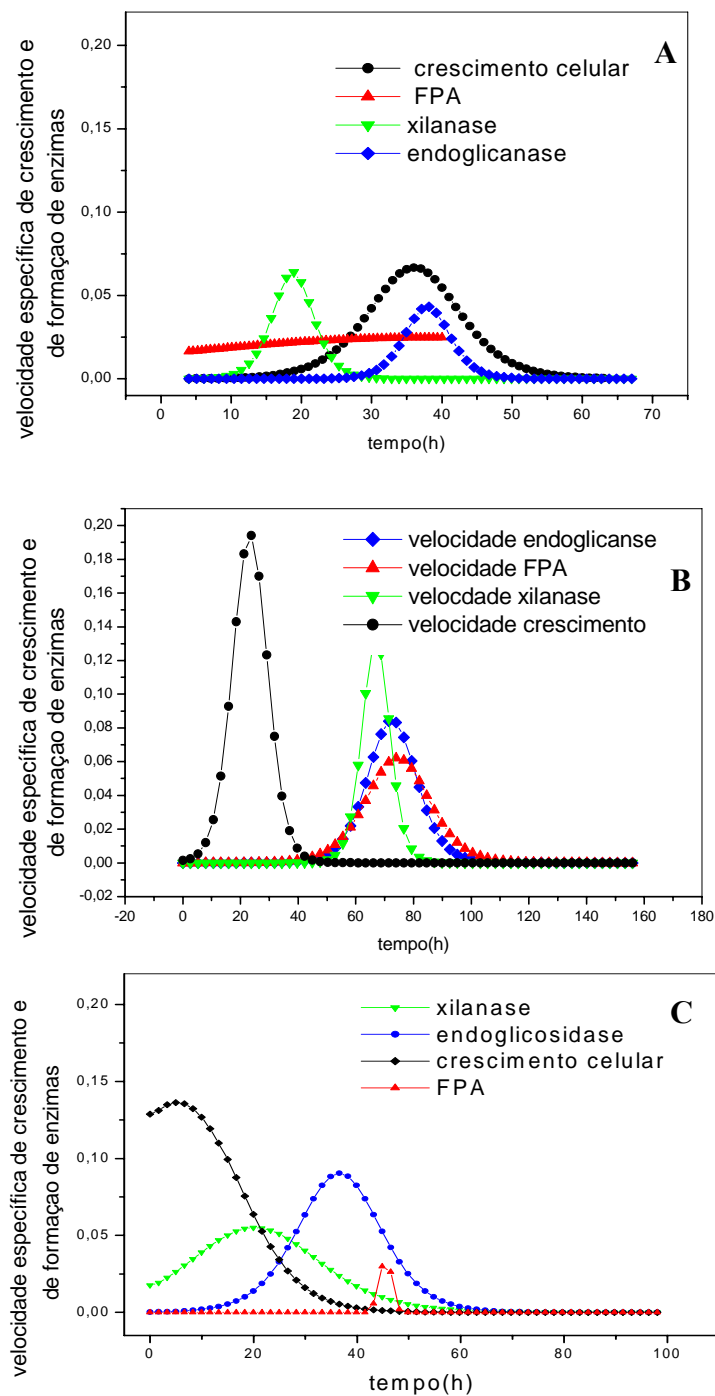 A
crescimento celular
FPA
xilanase
endoglicanase
0,20
0,15
0,10
0,05
0,00
0 10 20 30 40 50 60 70
tempo(h)
velocidade específica de crescimento e
de formaçao de enzimas
B
velocidade endoglicanse
velocidade FPA
velocdade xilanase
velocidade crescimento
0,20
0,18
0,16
0,14
0,12
0,10
0,08
0,06
0,04
0,02
0,00
-0.02
-20 0 20 40 60 80 100 120 140 160 180
tempo(h)
velocidade específica de crescimento e
de formaçao de enzimas
C
xilanase
endoglicosidase
crescimento celular
FPA
0,20
0,15
0,10
0,05
0,00
0 20 40 60 80 100
tempo(h)
velocidade específica de crescimento e
de formaçao de enzimas